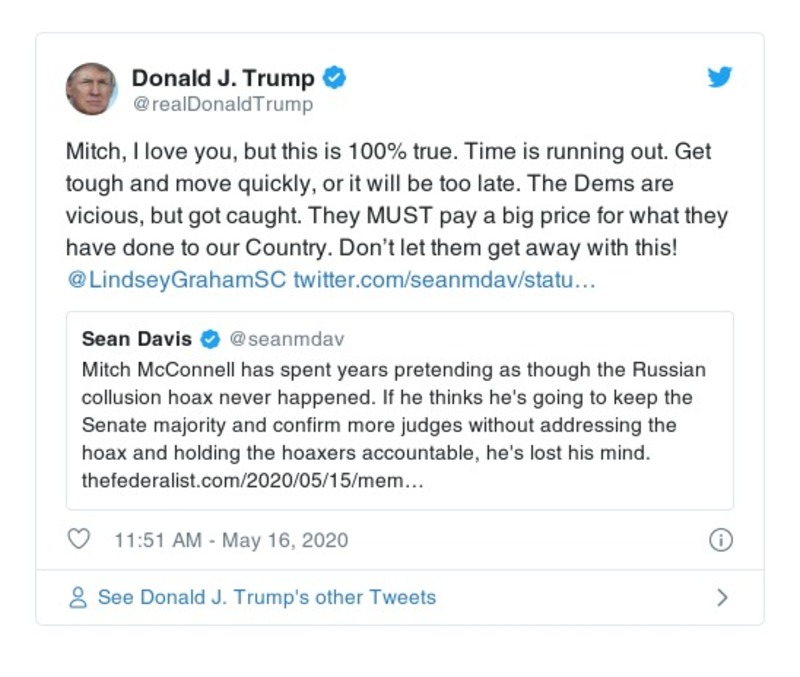 Donald J. Trump
@realDonaldTrump
Mitch, I love you, but this is 100% true. Time is running out. Get
tough and move quickly, or it will be too late. The Dems are
vicious, but got caught. They MUST pay a big price for what they
have done to our Country. Don’t let them get away with this!
@LindseyGrahamSC twitter.com/seanmdav/statu…
Sean Davis @seanmdav
Mitch McConnell has spent years pretending as though the Russian
collusion hoax never happened. If he thinks he's going to keep the
Senate majority and confirm more judges without addressing the
hoax and holding the hoaxers accountable, he's lost his mind.
thefederalist.com/2020/05/15/mem…
11:51 AM - May 16, 2020
See Donald J. Trump's other Tweets